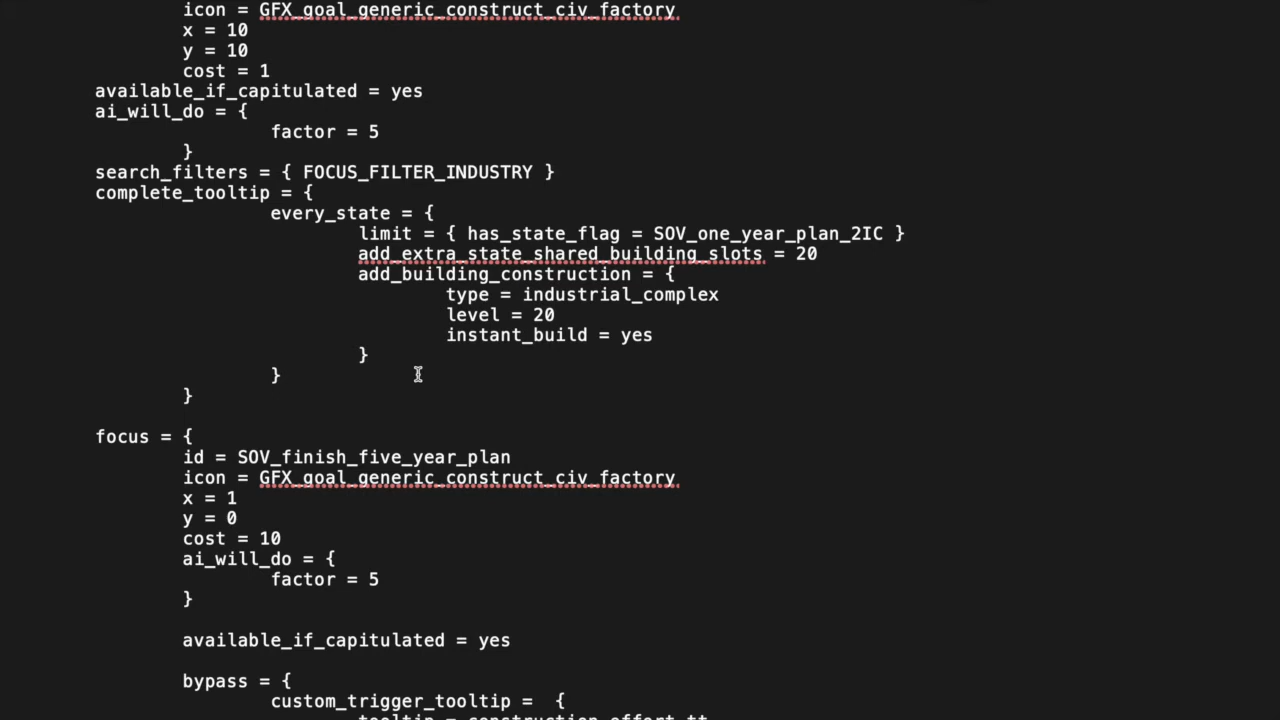 icon = GFX_goal_generic_construct_civ_factory
x = 10
y = 10
cost = 1
available_if_capitulated = yes
ai_will_do = {
factor = 5
}
search_filters = { FOCUS_FILTER_INDUSTRY }
complete_tooltip = {
every_state = {
limit = { has_state_flag = SOV_one_year_plan_2IC }
add_extra_state_shared_building_slots = 20
add_building_construction = {
type = industrial_complex
level = 20
instant_build = yes
}
}
}
focus = {
id = SOV_finish_five_year_plan
icon = GFX_goal_generic_construct_civ_factory
x = 1
y = 0
cost = 10
ai_will_do = {
factor = 5
}
available_if_capitulated = yes
bypass = {
custom_trigger_tooltip =  {
tooltip = construction_effort_tt